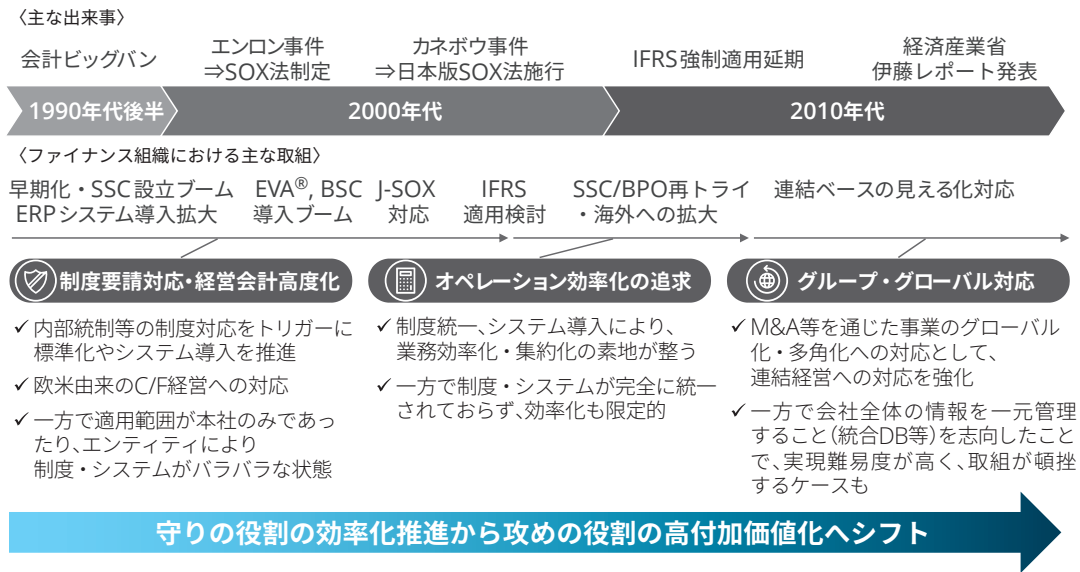 〈主な出来事〉
会計ビッグバン
エンロン事件
⇒SOX法制定
カネボウ事件
⇒日本版SOX法施行
IFRS強制適用延期
経済産業省
伊藤レポート発表
1990年代後半
2000年代
2010年代
〈ファイナンス組織における主な取組〉
早期化・SSC設立ブーム
ERPシステム導入拡大
EVA®, BSC
導入ブーム
J-SOX
対応
IFRS
適用検討
SSC/BPO再トライ
・海外への拡大
連結ベースの見える化対応
制度要請対応・経営会計高度化
✓ 内部統制等の制度対応をトリガーに
標準化やシステム導入を推進
✓ 欧米由来のC/F経営への対応
✓ 一方で適用範囲が本社のみであっ
たり、エンティティにより
制度・システムがバラバラな状態
オペレーション効率化の追求
✓ 制度統一、システム導入により、
業務効率化・集約化の素地が整う
✓ 一方で制度・システムが完全に統一
されておらず、効率化も限定的
グループ・グローバル対応
✓ M&A等を通じた事業のグローバル
化・多角化への対応として、
連結経営への対応を強化
✓ 一方で会社全体の情報を一元管理
すること（統合DB等）を志向したこと
で、実現難易度が高く、取組が頓挫
するケースも
守りの役割の効率化推進から攻めの役割の高付加価値化へシフト